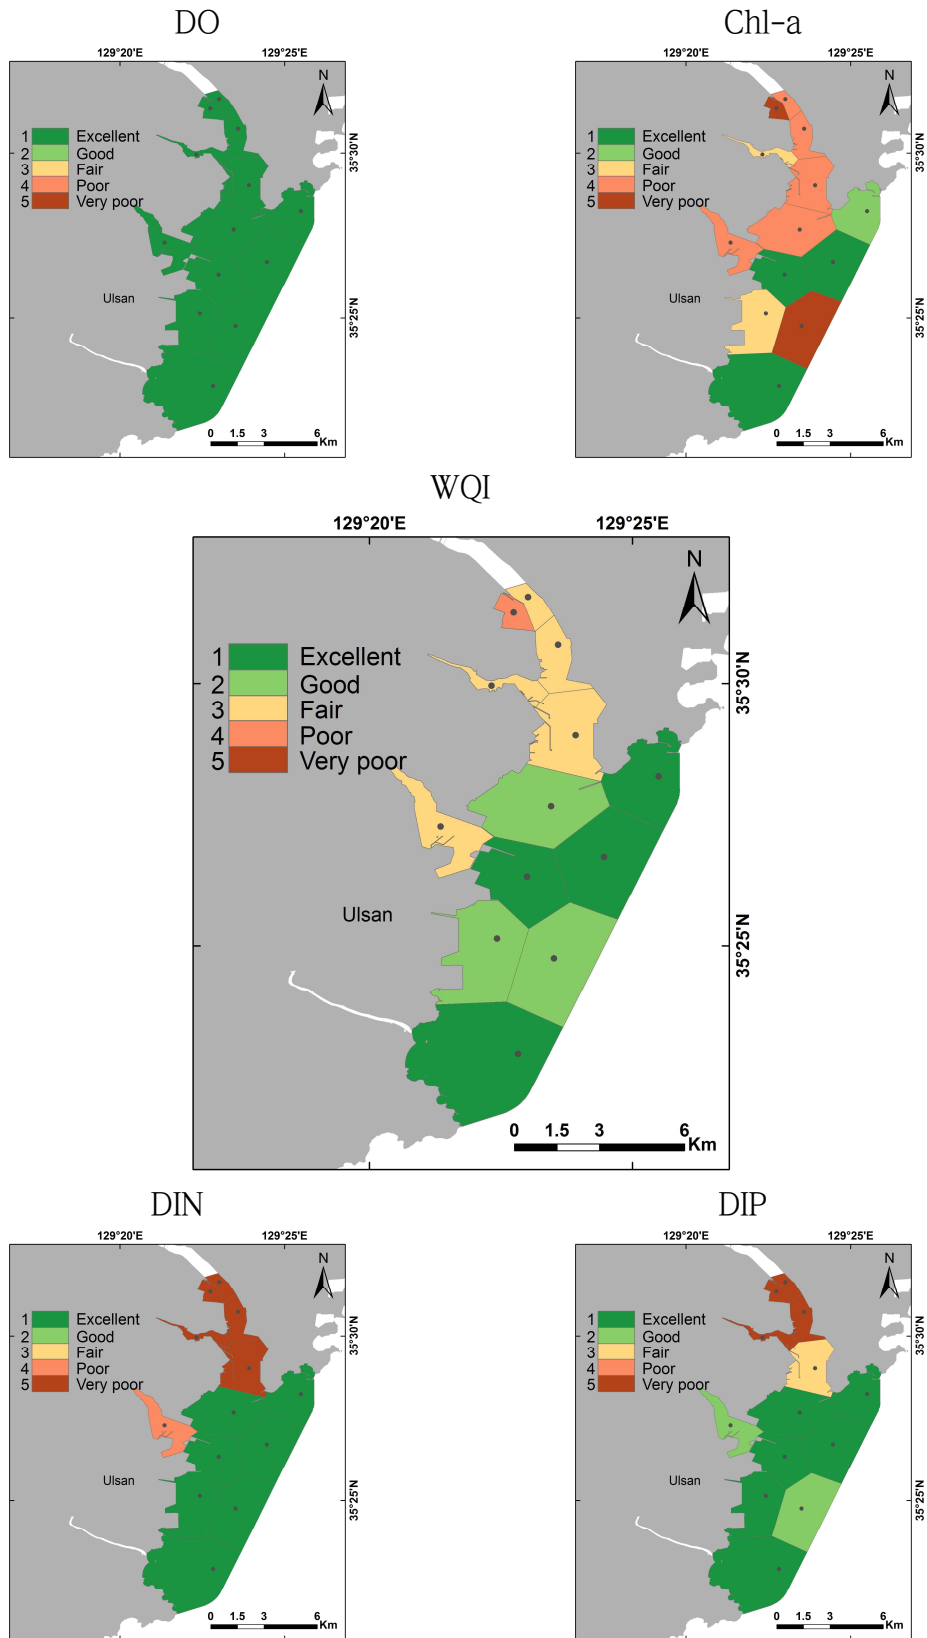 DO
129°20'E 129°25'E
N
1 Excellent
2 Good
3 Fair
4 Poor
5 Very poor
35°30'N
Ulsan
35°25'N
0 1.5 3 6
Km
Chl-a
129°20'E 129°25'E
N
1 Excellent
2 Good
3 Fair
4 Poor
5 Very poor
35°30'N
Ulsan
35°25'N
0 1.5 3 6
Km
WQI
129°20'E 129°25'E
N
1 Excellent
2 Good
3 Fair
4 Poor
5 Very poor
35°30'N
Ulsan
35°25'N
0 1.5 3 6
Km
DIN
129°20'E 129°25'E
N
1 Excellent
2 Good
3 Fair
4 Poor
5 Very poor
35°30'N
Ulsan
35°25'N
0 1.5 3 6
Km
DIP
129°20'E 129°25'E
N
1 Excellent
2 Good
3 Fair
4 Poor
5 Very poor
35°30'N
Ulsan
35°25'N
0 1.5 3 6
Km